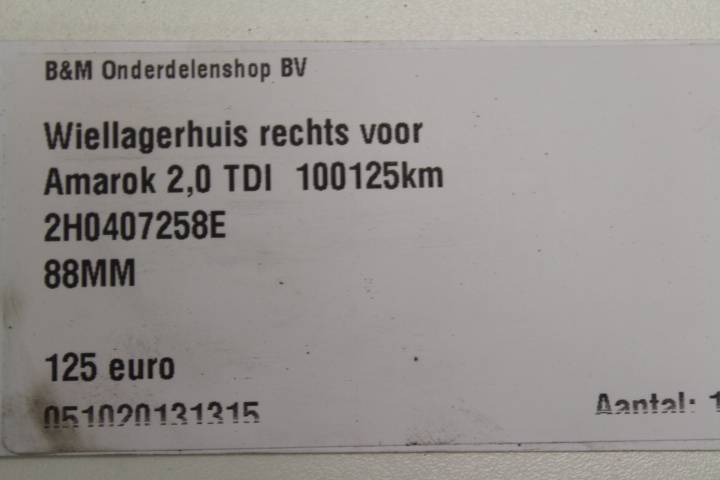 B&M Onderdelenshop BV
Wiellagerhuis rechts voor
Amarok 2,0 TDI 100125km
2H0407258E
88MM
125 euro
051020131315
Aantal: 1